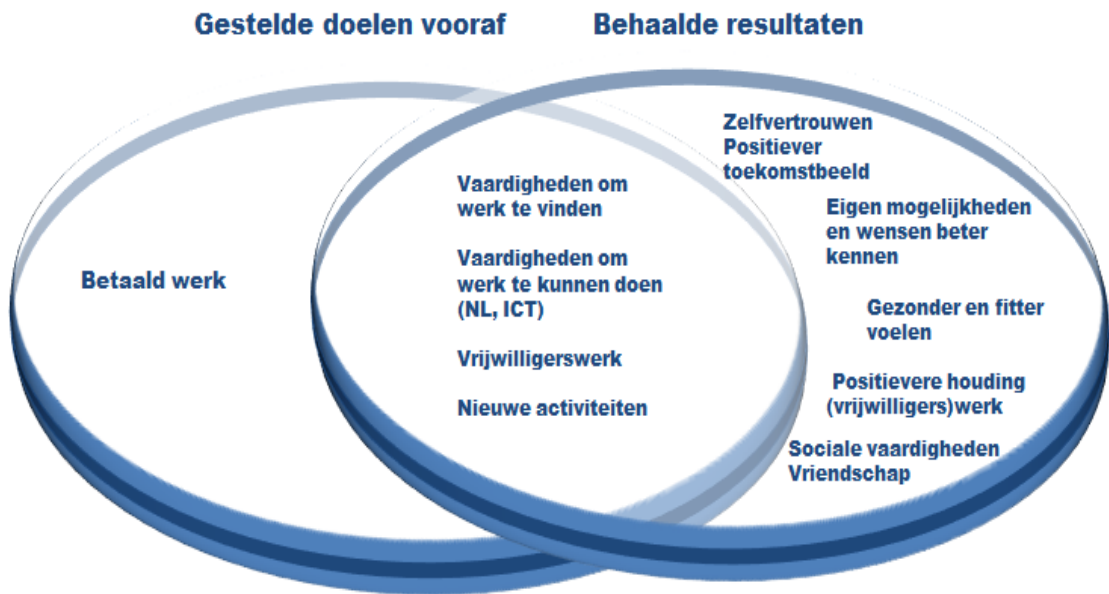 Gestelde doelen vooraf
Behaalde resultaten
Betaald werk
Vaardigheden om
werk te vinden
Vaardigheden om
werk te kunnen doen
(NL, ICT)
Vrijwilligerswerk
Nieuwe activiteiten
Zelfvertrouwen
Positiever
toekomstbeeld
Eigen mogelijkheden
en wensen beter
kennen
Gezonder en fitter
voelen
Positievere houding
(vrijwilligers)werk
Sociale vaardigheden
Vriendschap